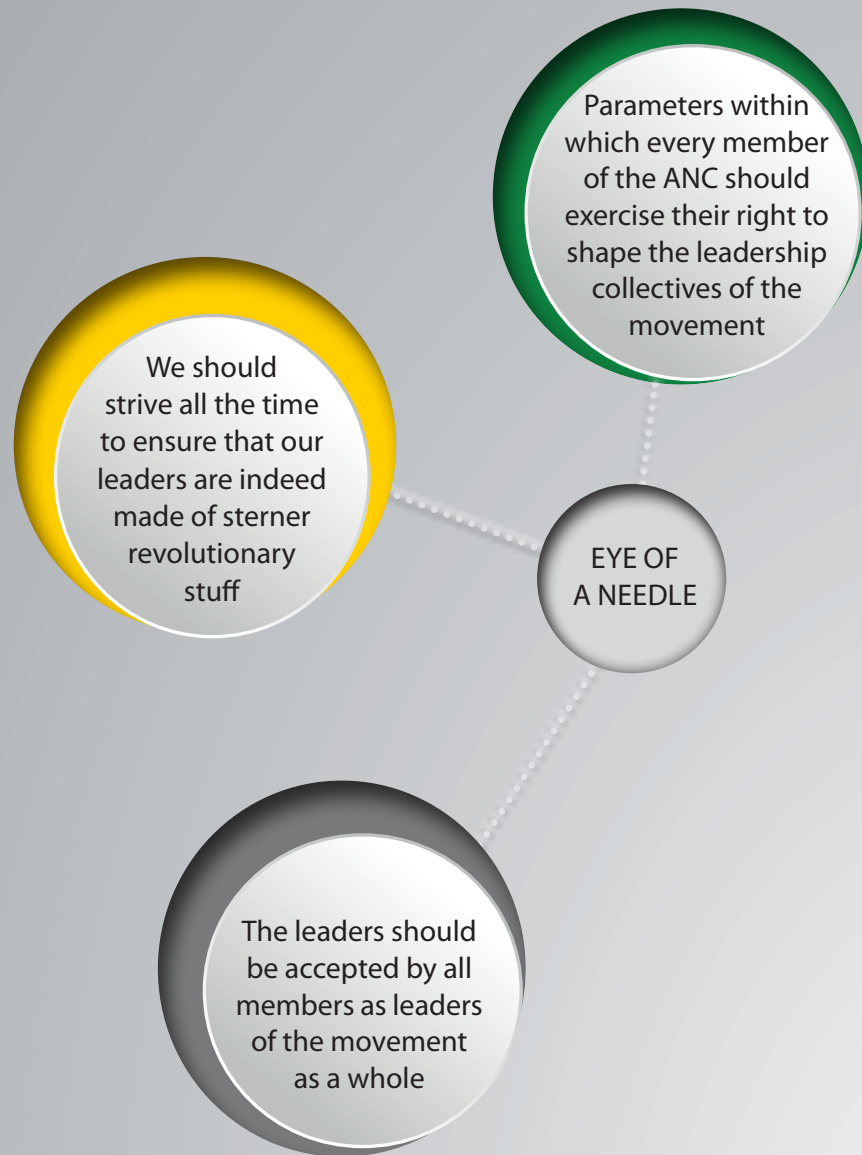 Parameters within
which every member
of the ANC should
exercise their right to
shape the leadership
collectives of the
movement
We should
strive all the time
to ensure that our
leaders are indeed
made of sterner
revolutionary
stuff
EYE OF
A NEEDLE
The leaders should
be accepted by all
members as leaders
of the movement
as a whole